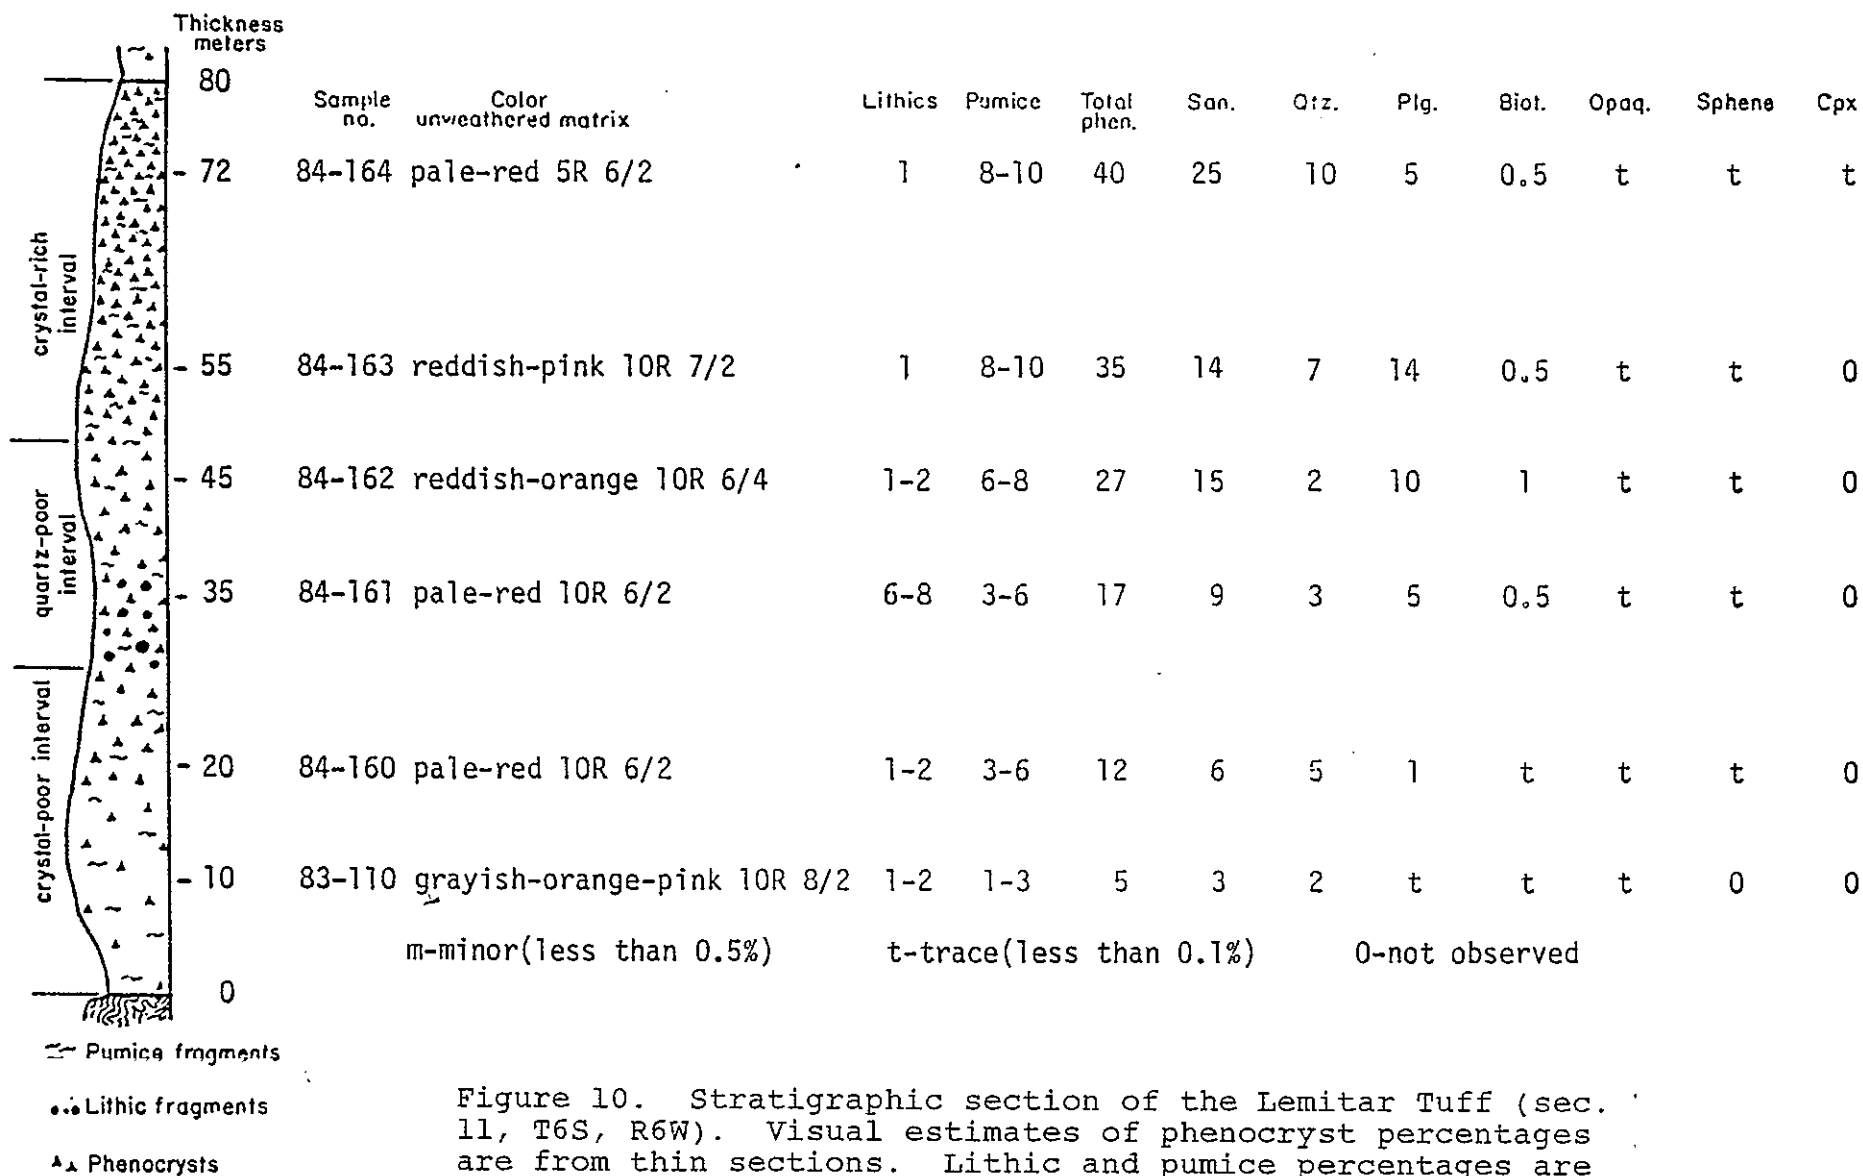 Thickness
meters
80
Sample no. Color unweathered matrix Lithics Pumice Total phen. San. Qtz. Plg. Biot. Opaq. Sphene Cpx
72 84-164 pale-red 5R 6/2 1 8-10 40 25 10 5 0.5 t t t
crystal-rich interval
55 84-163 reddish-pink 10R 7/2 1 8-10 35 14 7 14 0.5 t t 0
45 84-162 reddish-orange 10R 6/4 1-2 6-8 27 15 2 10 1 t t 0
quartz-poor interval
35 84-161 pale-red 10R 6/2 6-8 3-6 17 9 3 5 0.5 t t 0
crystal-poor interval
20 84-160 pale-red 10R 6/2 1-2 3-6 12 6 5 1 t t t 0
10 83-110 grayish-orange-pink 10R 8/2 1-2 1-3 5 3 2 t t t 0 0
m-minor(less than 0.5%) t-trace(less than 0.1%) 0-not observed
0
Pumice fragments
Lithic fragments
Phenocrysts
Figure 10. Stratigraphic section of the Lemitar Tuff (sec.
11, T6S, R6W). Visual estimates of phenocryst percentages
are from thin sections. Lithic and pumice percentages are